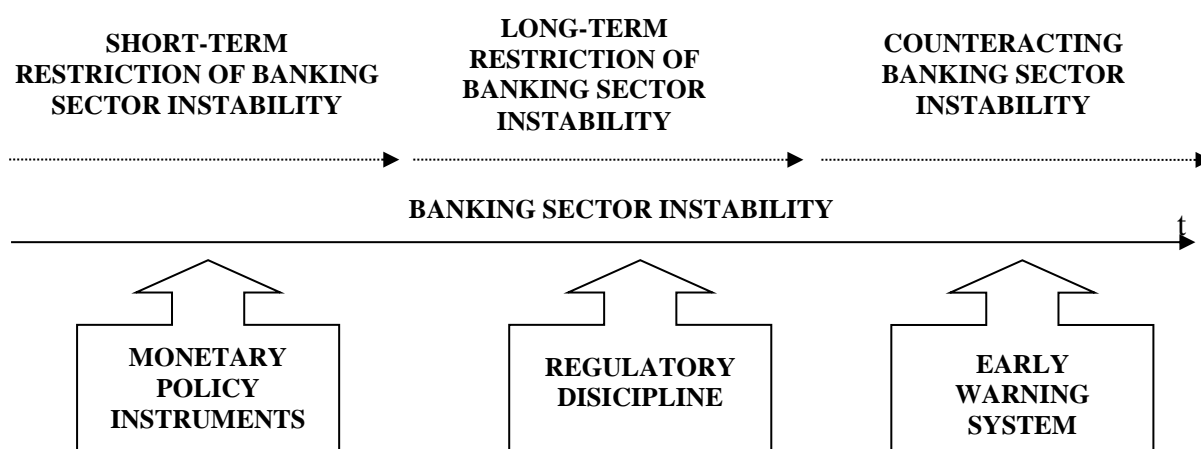 SHORT-TERM
RESTRICTION OF BANKING
SECTOR INSTABILITY
LONG-TERM
RESTRICTION OF
BANKING SECTOR
INSTABILITY
COUNTERACTING
BANKING SECTOR
INSTABILITY
BANKING SECTOR INSTABILITY
t
MONETARY
POLICY
INSTRUMENTS
REGULATORY
DISICIPLINE
EARLY
WARNING
SYSTEM